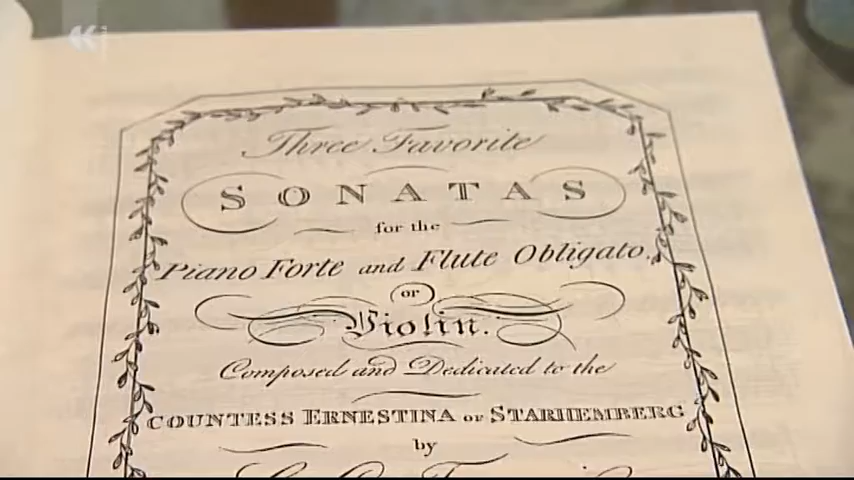 Three Favorite
SONATAS
for the
Piano Forte and Flute Obligato,
or
Violin.
Composed and Dedicated to the
COUNTESS ERNESTINA OF STARHEMBERG
by